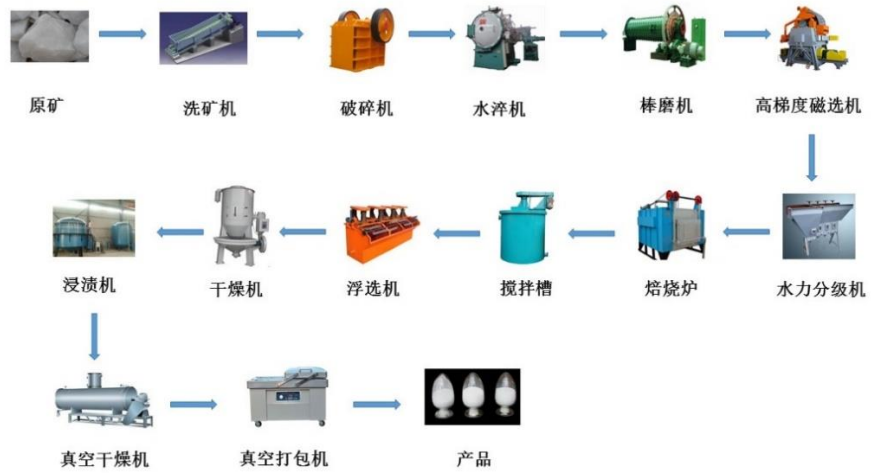 原矿
洗矿机
破碎机
水淬机
棒磨机
高梯度磁选机
浸渍机
干燥机
浮选机
搅拌槽
焙烧炉
水力分级机
真空干燥机
真空打包机
产品